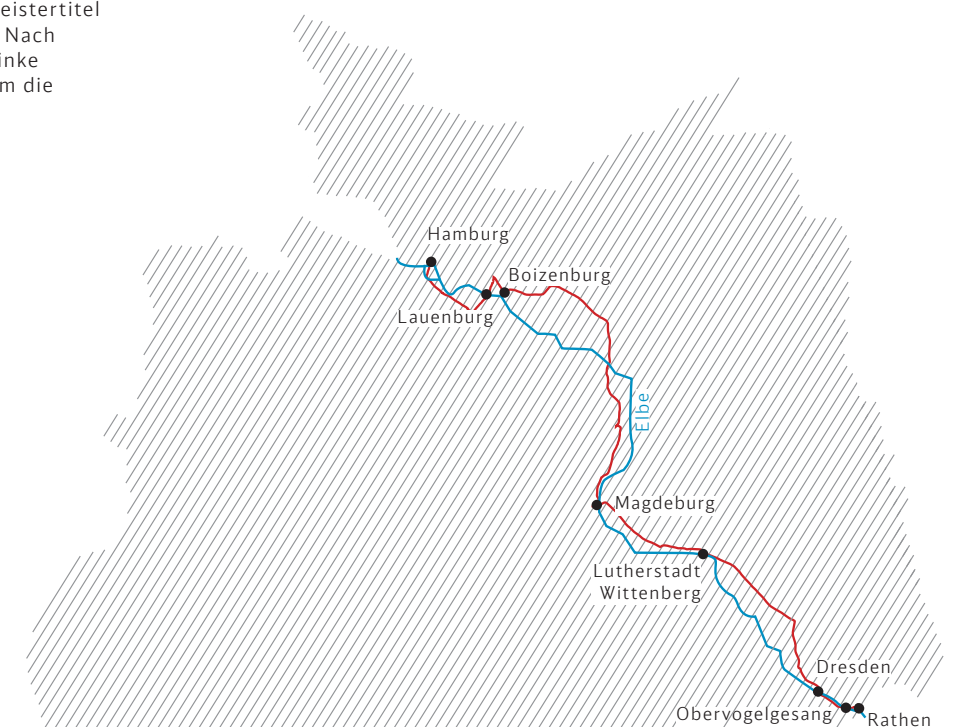 eistertitel
Nach
inke
m die
Hamburg
Boizenburg
Lauenburg
Elbe
Magdeburg
Lutherstadt
Wittenberg
Dresden
Obervogelgesang
Rathen